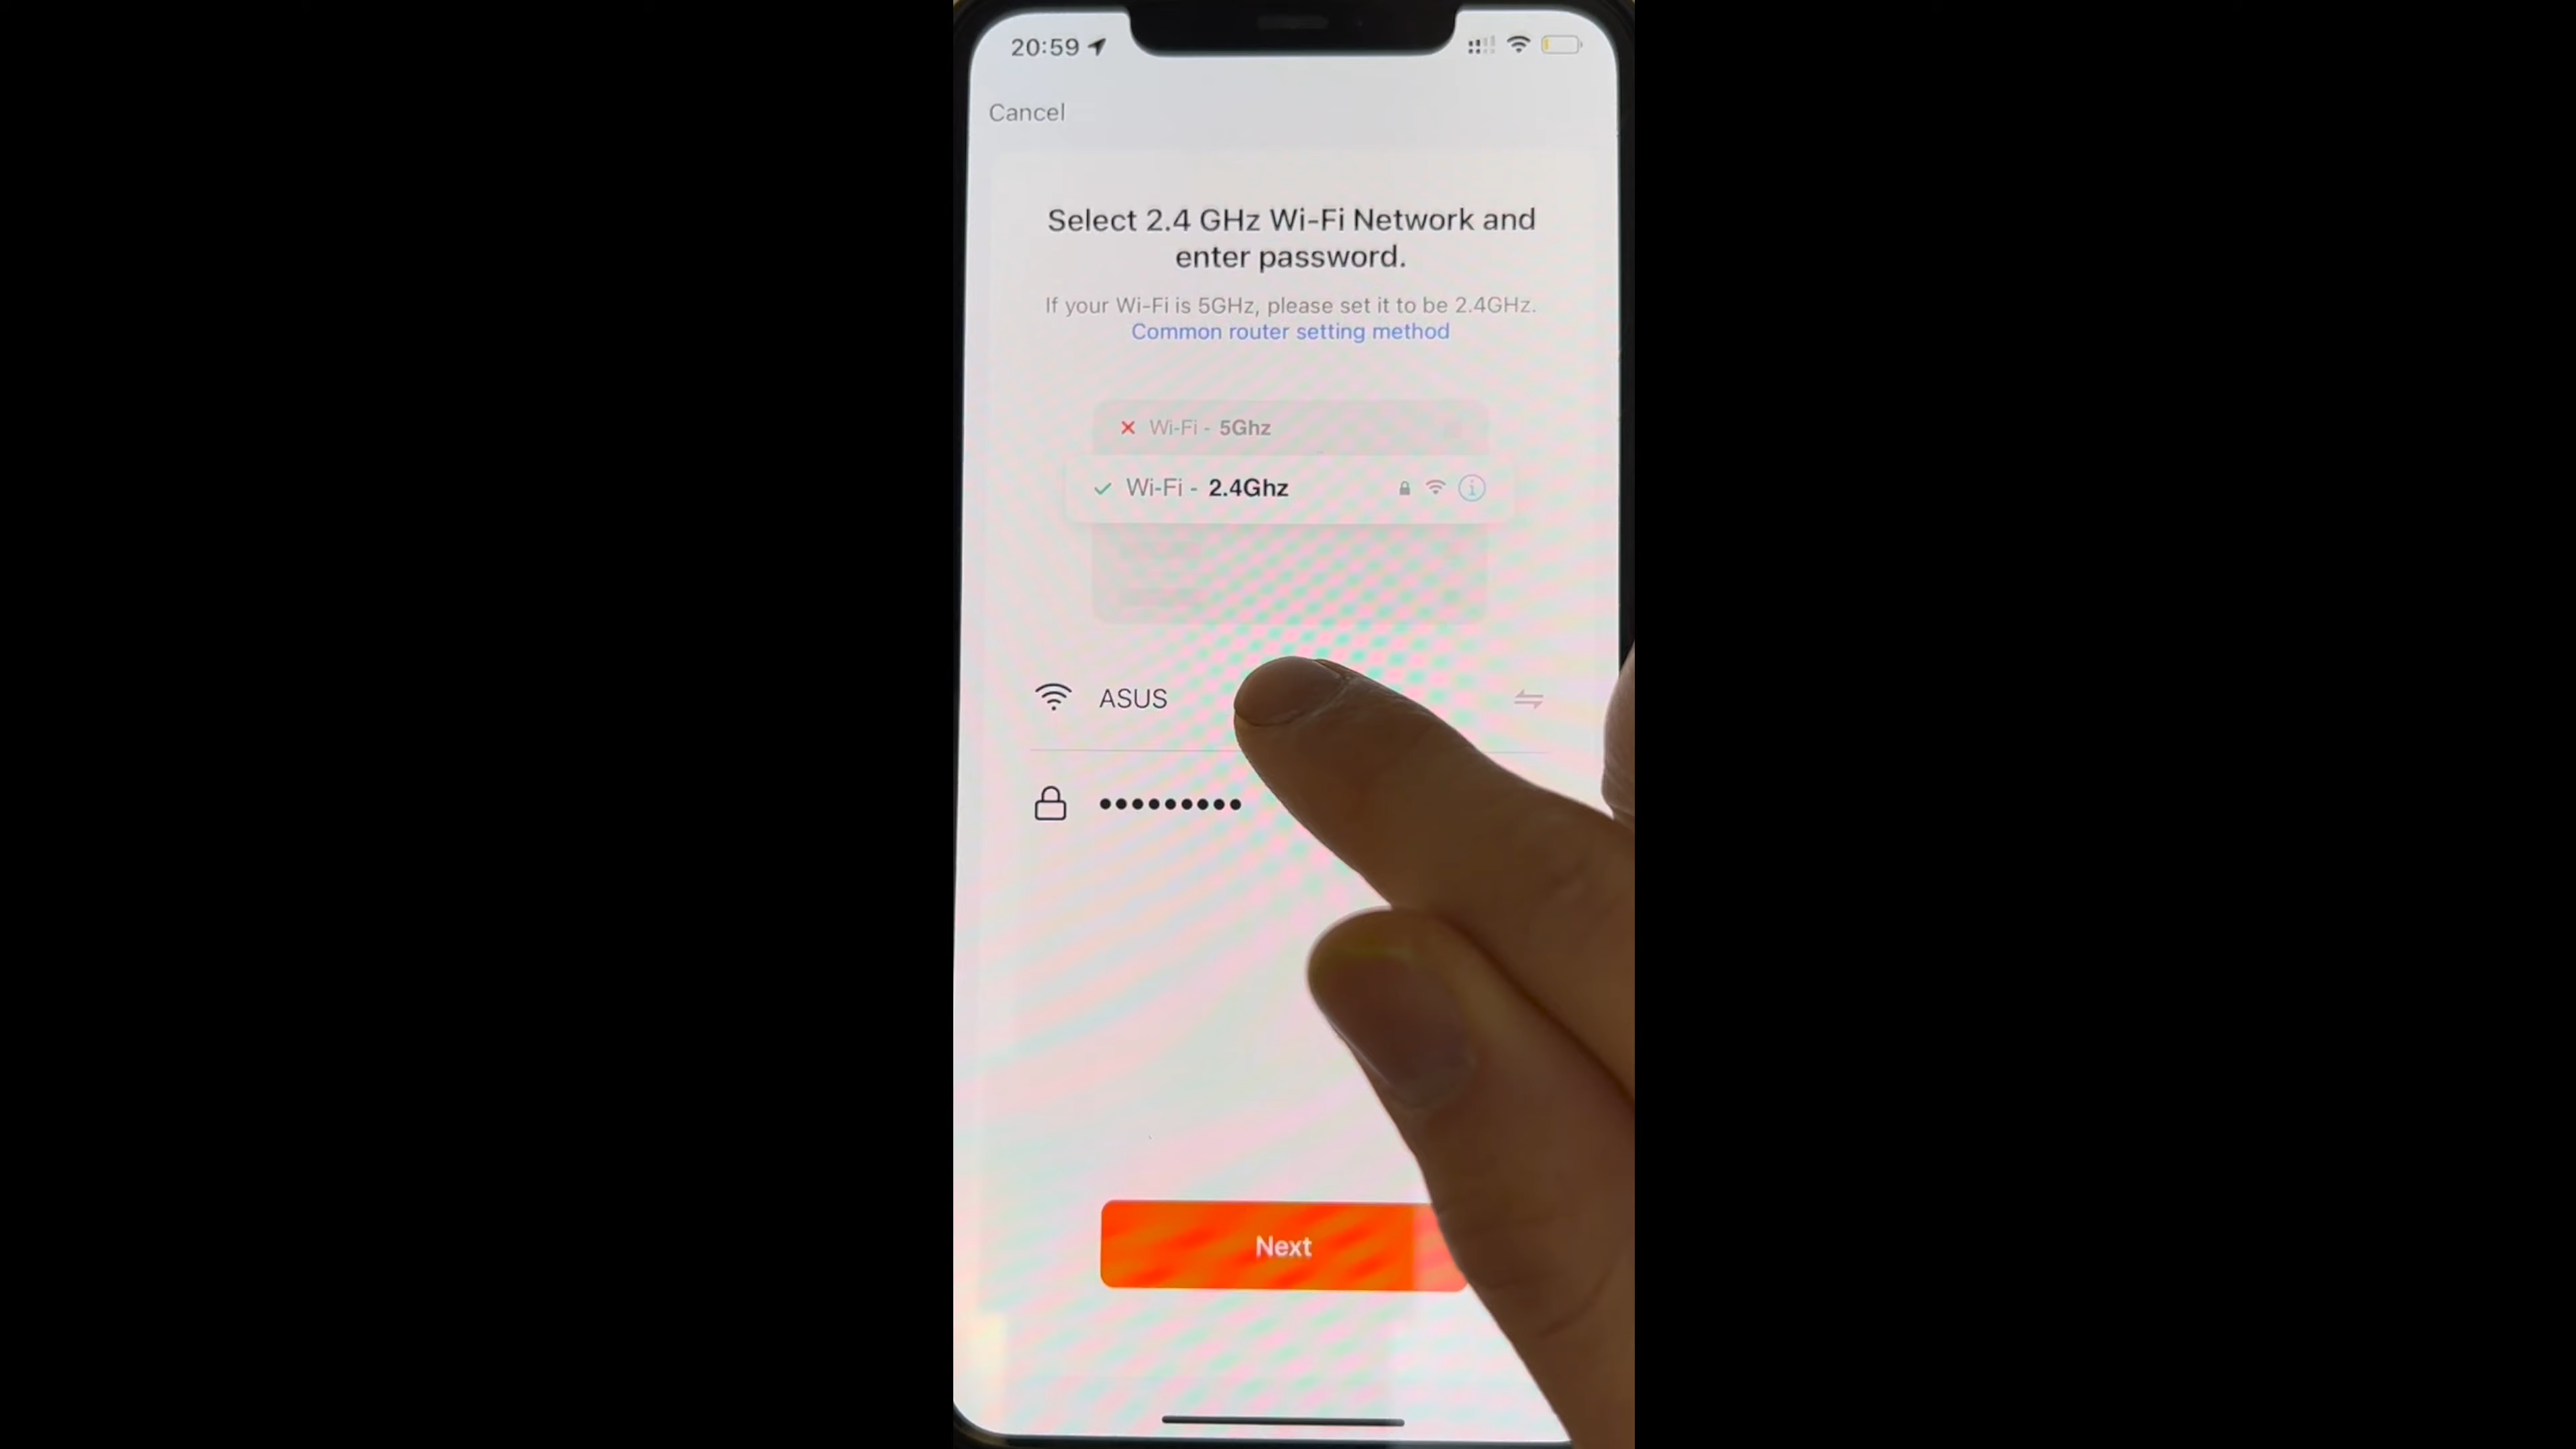 20:59
Cancel
Select 2.4 GHz Wi-Fi Network and
enter password.
If your Wi-Fi is 5GHz, please set it to be 2.4GHz.
Common router setting method
Wi-Fi - 5Ghz
Wi-Fi - 2.4Ghz
ASUS
•••••••••
Next